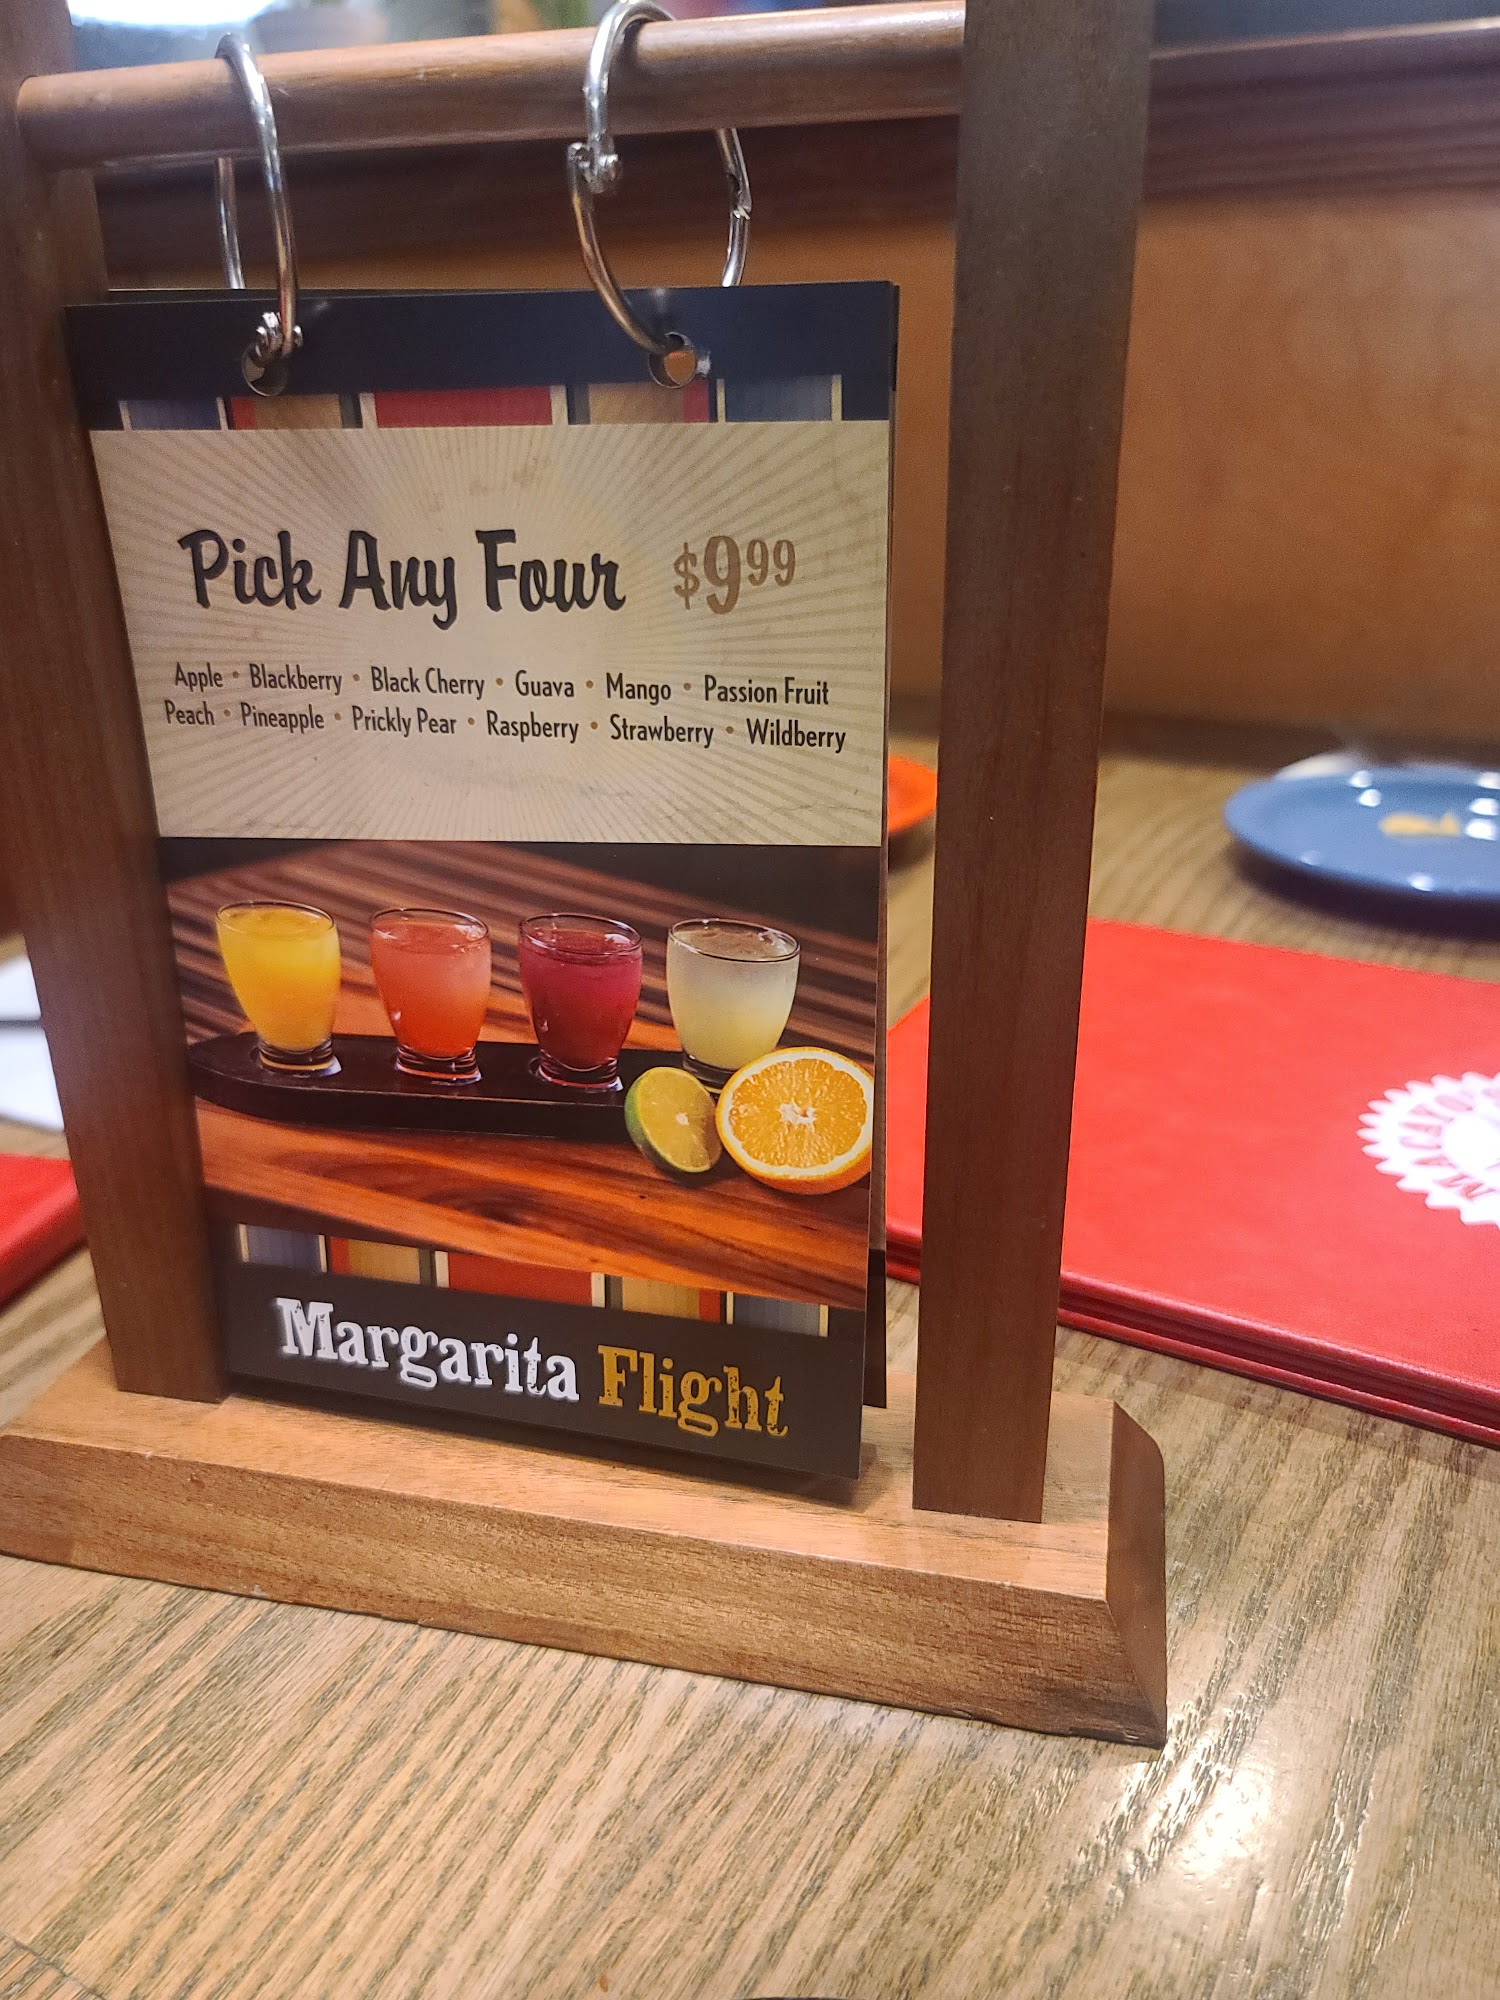 Pick Any Four $9.99
Apple • Blackberry • Black Cherry • Guava • Mango • Passion Fruit
Peach • Pineapple • Prickly Pear • Raspberry • Strawberry • Wildberry
Margarita Flight